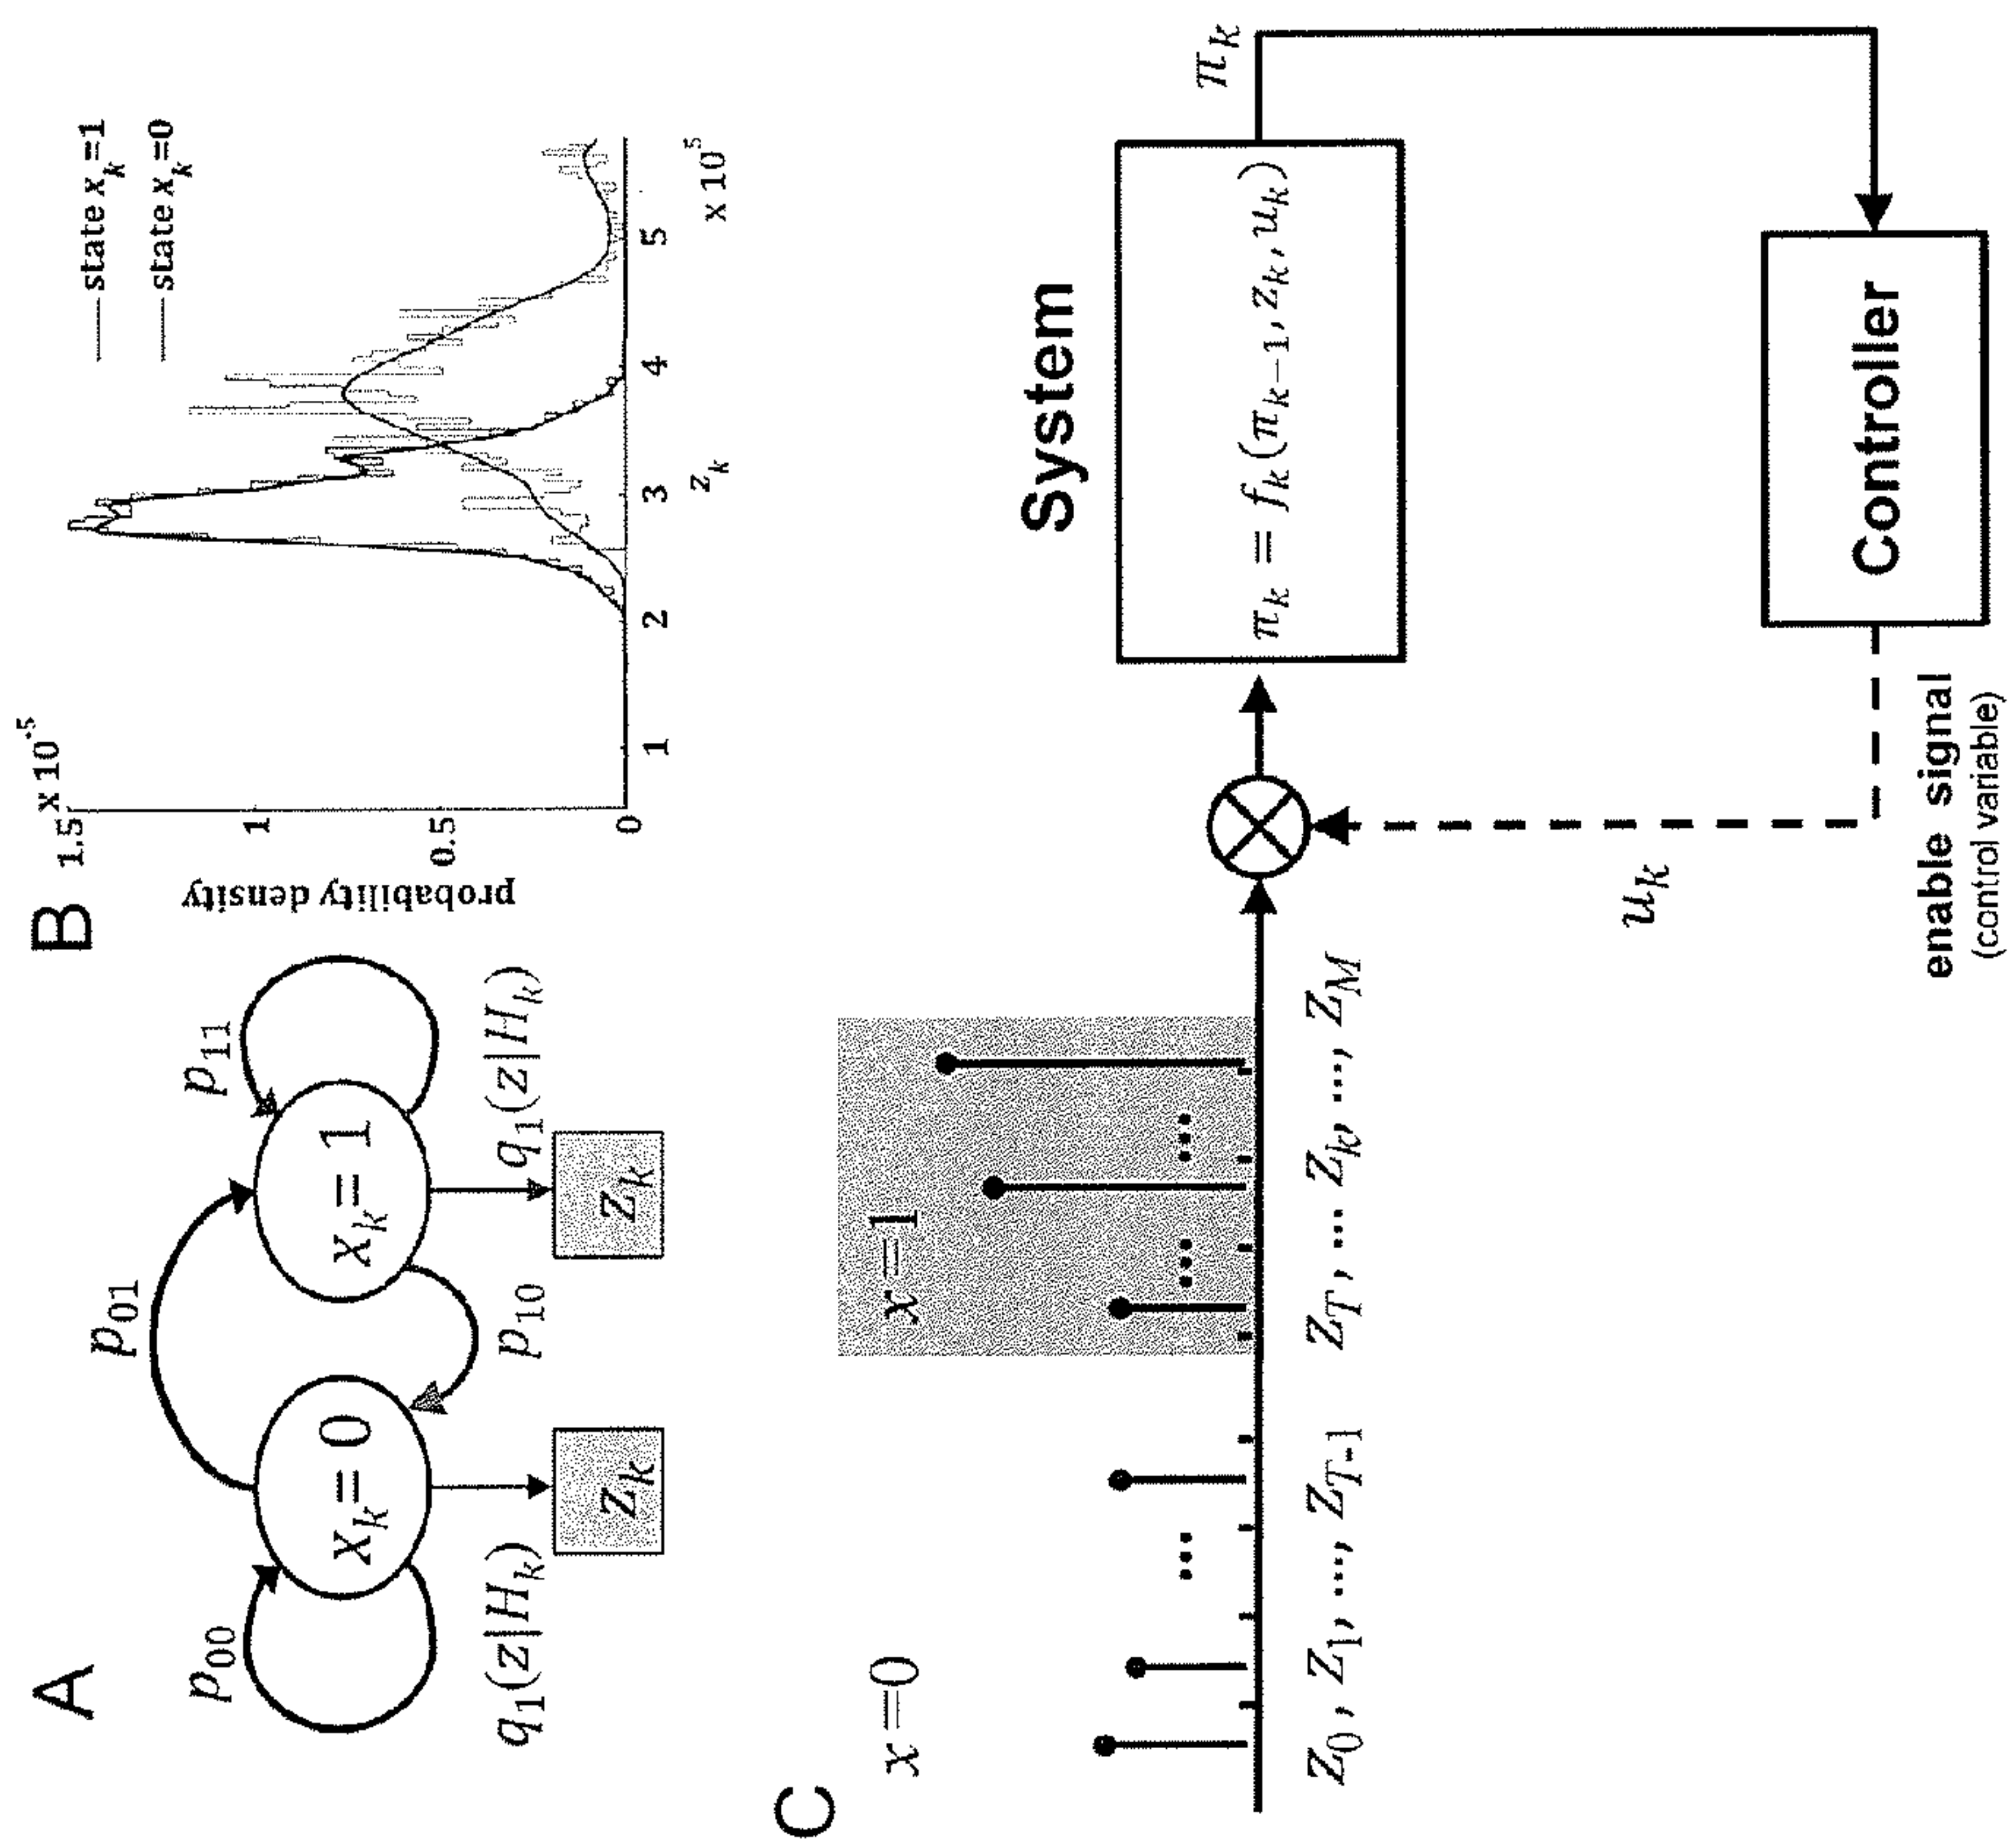 A
p00
p01
p11
xk = 0
xk = 1
p10
q1(z|Hk)
q1(z|Hk)
zk
zk
B
x 10-5
1.5
1
0.5
0
probability density
state xk=1
state xk=0
1
2
3
4
5
zk
x 105
C
x=0
x=1
...
...
...
Z0, Z1, ..., ZT-1
ZT, ... Zk, ..., ZM
System
πk = fk(πk−1, zk, uk)
πk
uk
Controller
enable signal
(control variable)